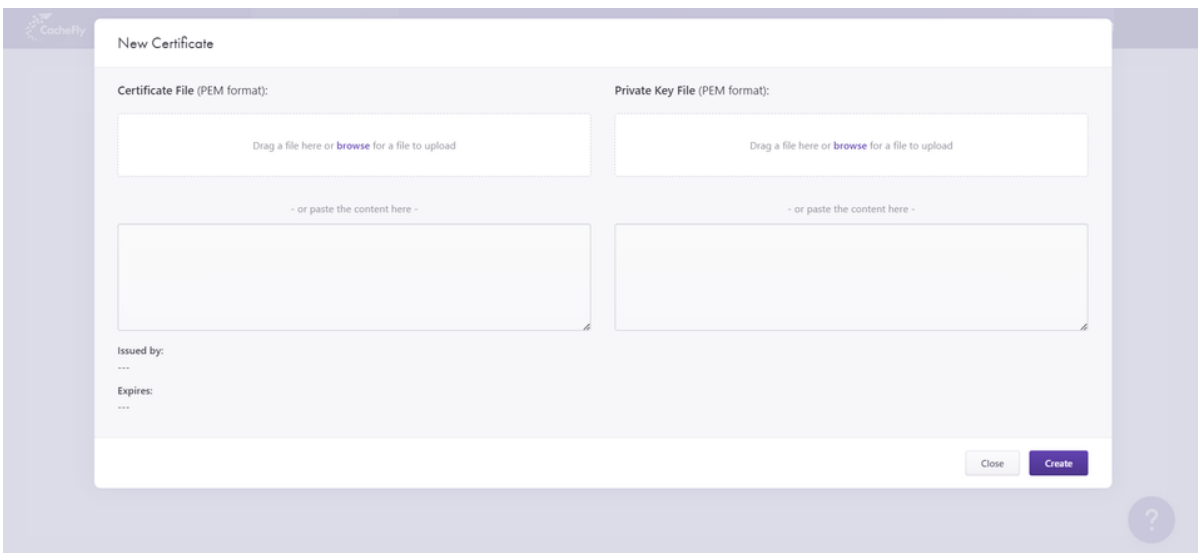 CacheFly
New Certificate
Certificate File (PEM format):
Private Key File (PEM format):
Drag a file here or browse for a file to upload
Drag a file here or browse for a file to upload
- or paste the content here -
- or paste the content here -
Issued by:
---
Expires:
---
Close
Create
?